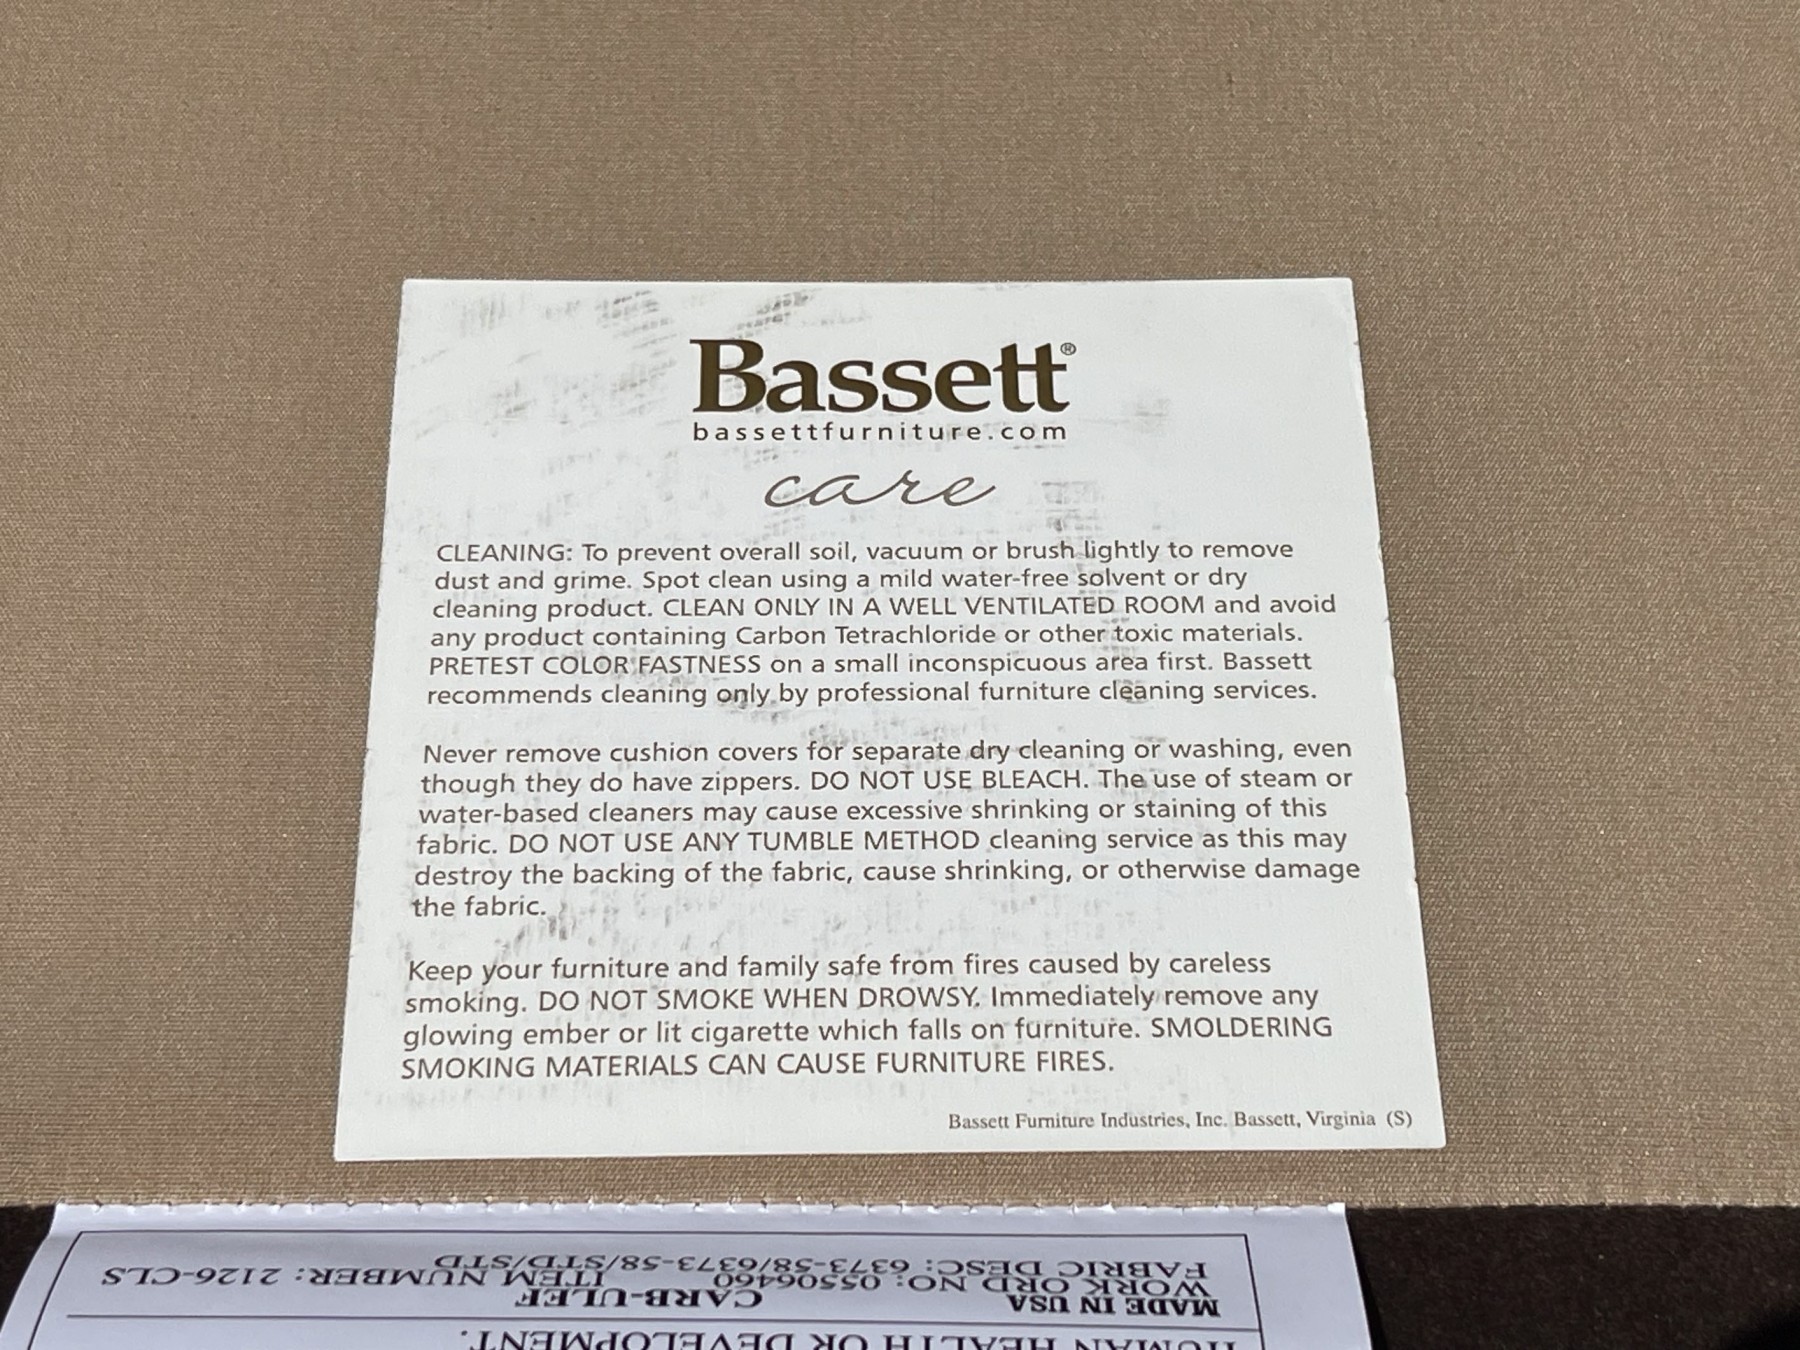 Bassett®
bassettfurniture.com
care
CLEANING: To prevent overall soil, vacuum or brush lightly to remove
dust and grime. Spot clean using a mild water-free solvent or dry
cleaning product. CLEAN ONLY IN A WELL VENTILATED ROOM and avoid
any product containing Carbon Tetrachloride or other toxic materials.
PRETEST COLOR FASTNESS on a small inconspicuous area first. Bassett
recommends cleaning only by professional furniture cleaning services.
Never remove cushion covers for separate dry cleaning or washing, even
though they do have zippers. DO NOT USE BLEACH. The use of steam or
water-based cleaners may cause excessive shrinking or staining of this
fabric. DO NOT USE ANY TUMBLE METHOD cleaning service as this may
destroy the backing of the fabric, cause shrinking, or otherwise damage
the fabric.
Keep your furniture and family safe from fires caused by careless
smoking. DO NOT SMOKE WHEN DROWSY. Immediately remove any
glowing ember or lit cigarette which falls on furniture. SMOLDERING
SMOKING MATERIALS CAN CAUSE FURNITURE FIRES.
Bassett Furniture Industries, Inc. Bassett, Virginia (S)
HUMAN HEALTH OR DEVELOPMENT.
MADE IN USA CARB-ULEF
WORK ORD NO: 05506460 ITEM NUMBER: 2126-CLS
FABRIC DESC: 6373-58/6373-58/STD/STD